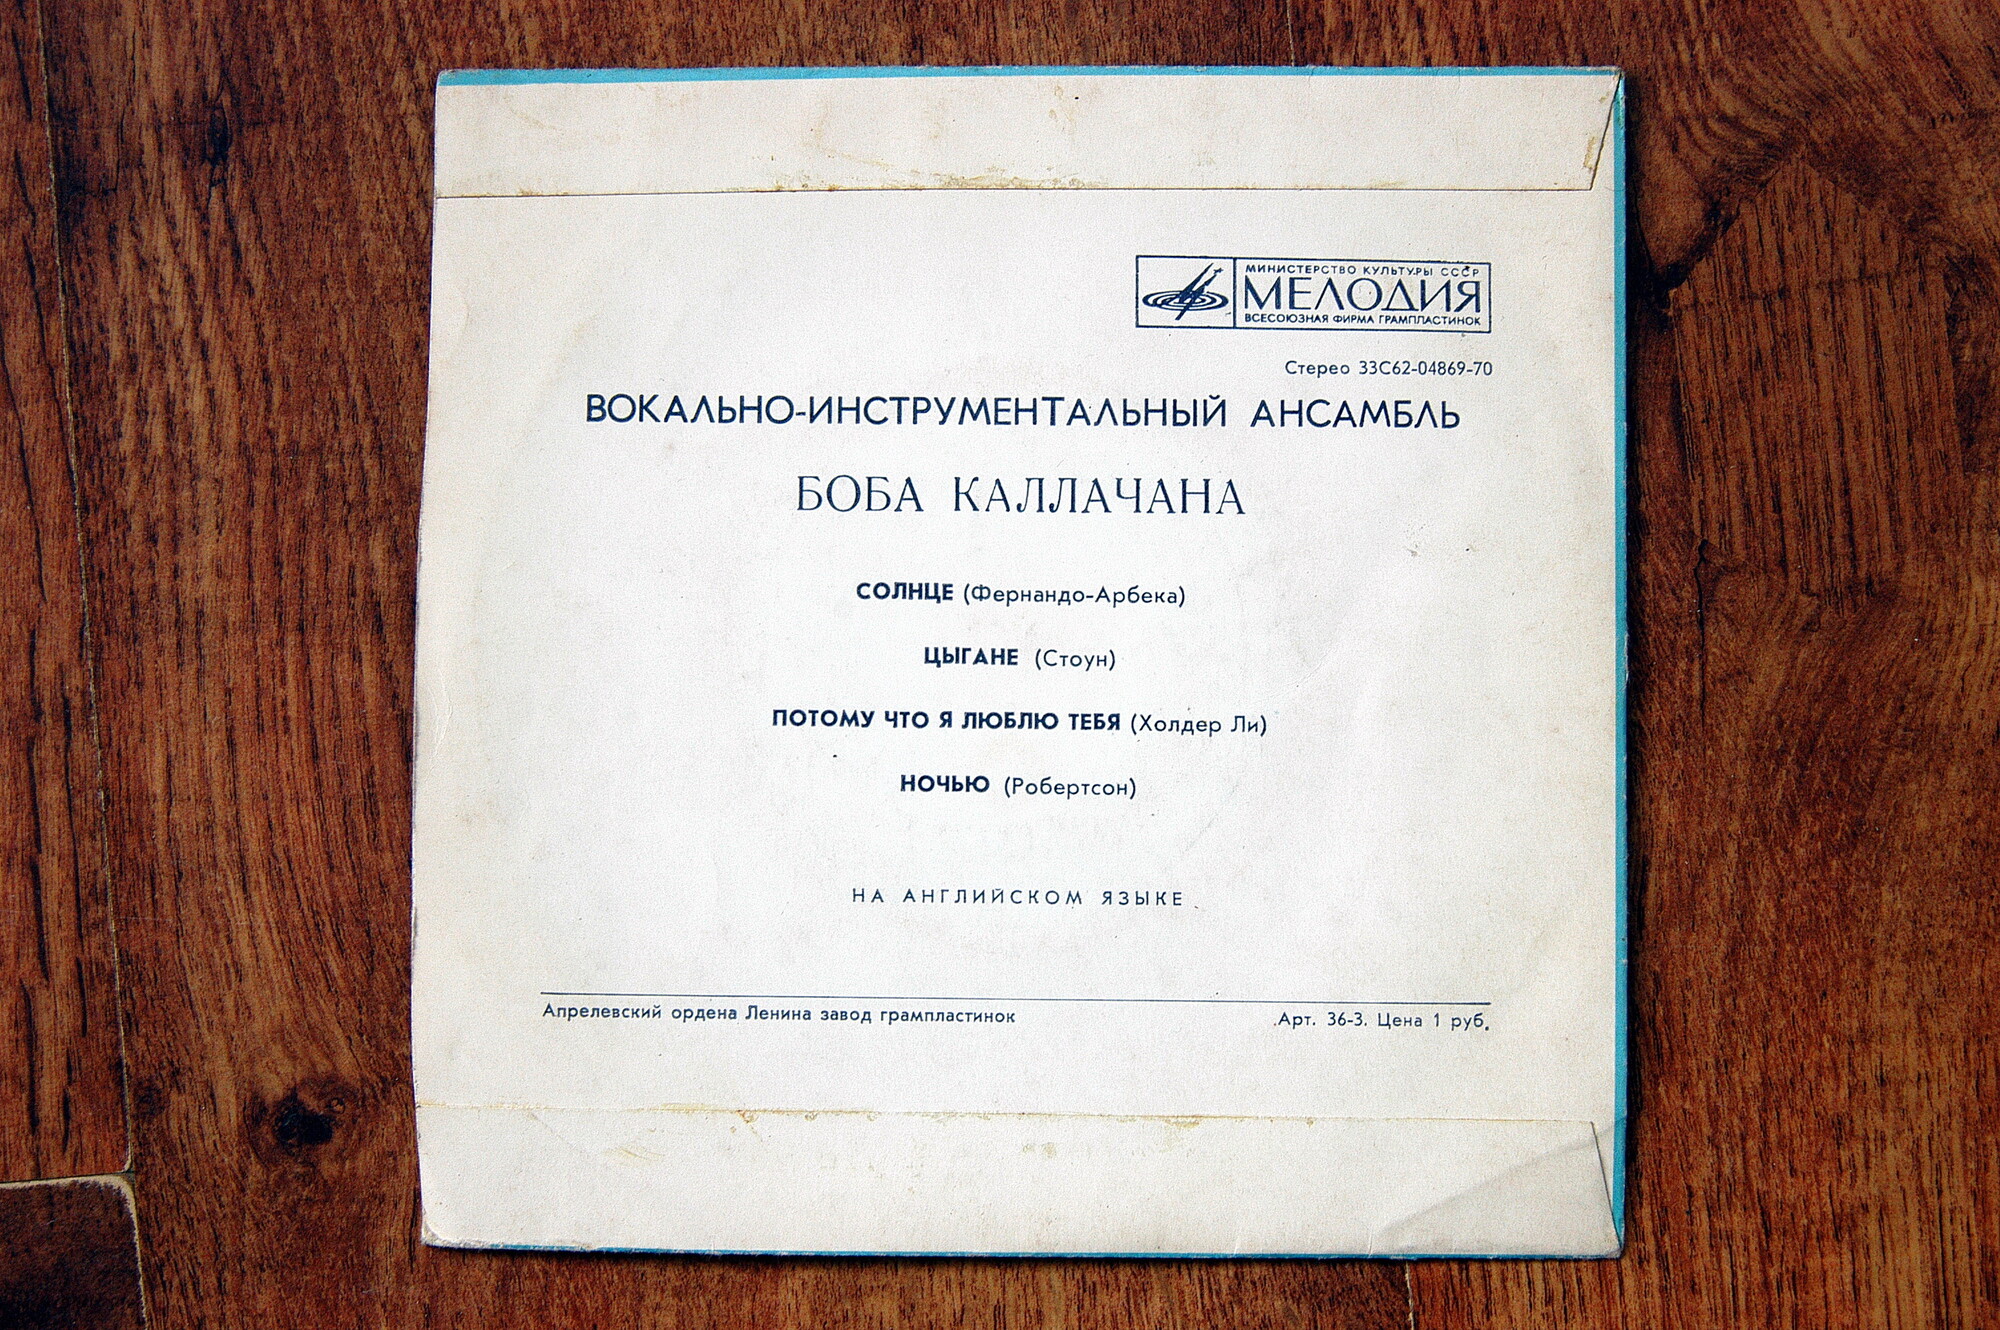 МИНИСТЕРСТВО КУЛЬТУРЫ СССР
МЕЛОДИЯ
ВСЕСОЮЗНАЯ ФИРМА ГРАМПЛАСТИНОК
Стерео 33С62-04869-70
ВОКАЛЬНО-ИНСТРУМЕНТАЛЬНЫЙ АНСАМБЛЬ
БОБА КАЛЛАЧАНА
СОЛНЦЕ (Фернандо-Арбека)
ЦЫГАНЕ (Стоун)
ПОТОМУ ЧТО Я ЛЮБЛЮ ТЕБЯ (Холдер Ли)
НОЧЬЮ (Робертсон)
НА АНГЛИЙСКОМ ЯЗЫКЕ
Апрелевский ордена Ленина завод грампластинок
Арт. 36-3. Цена 1 руб.